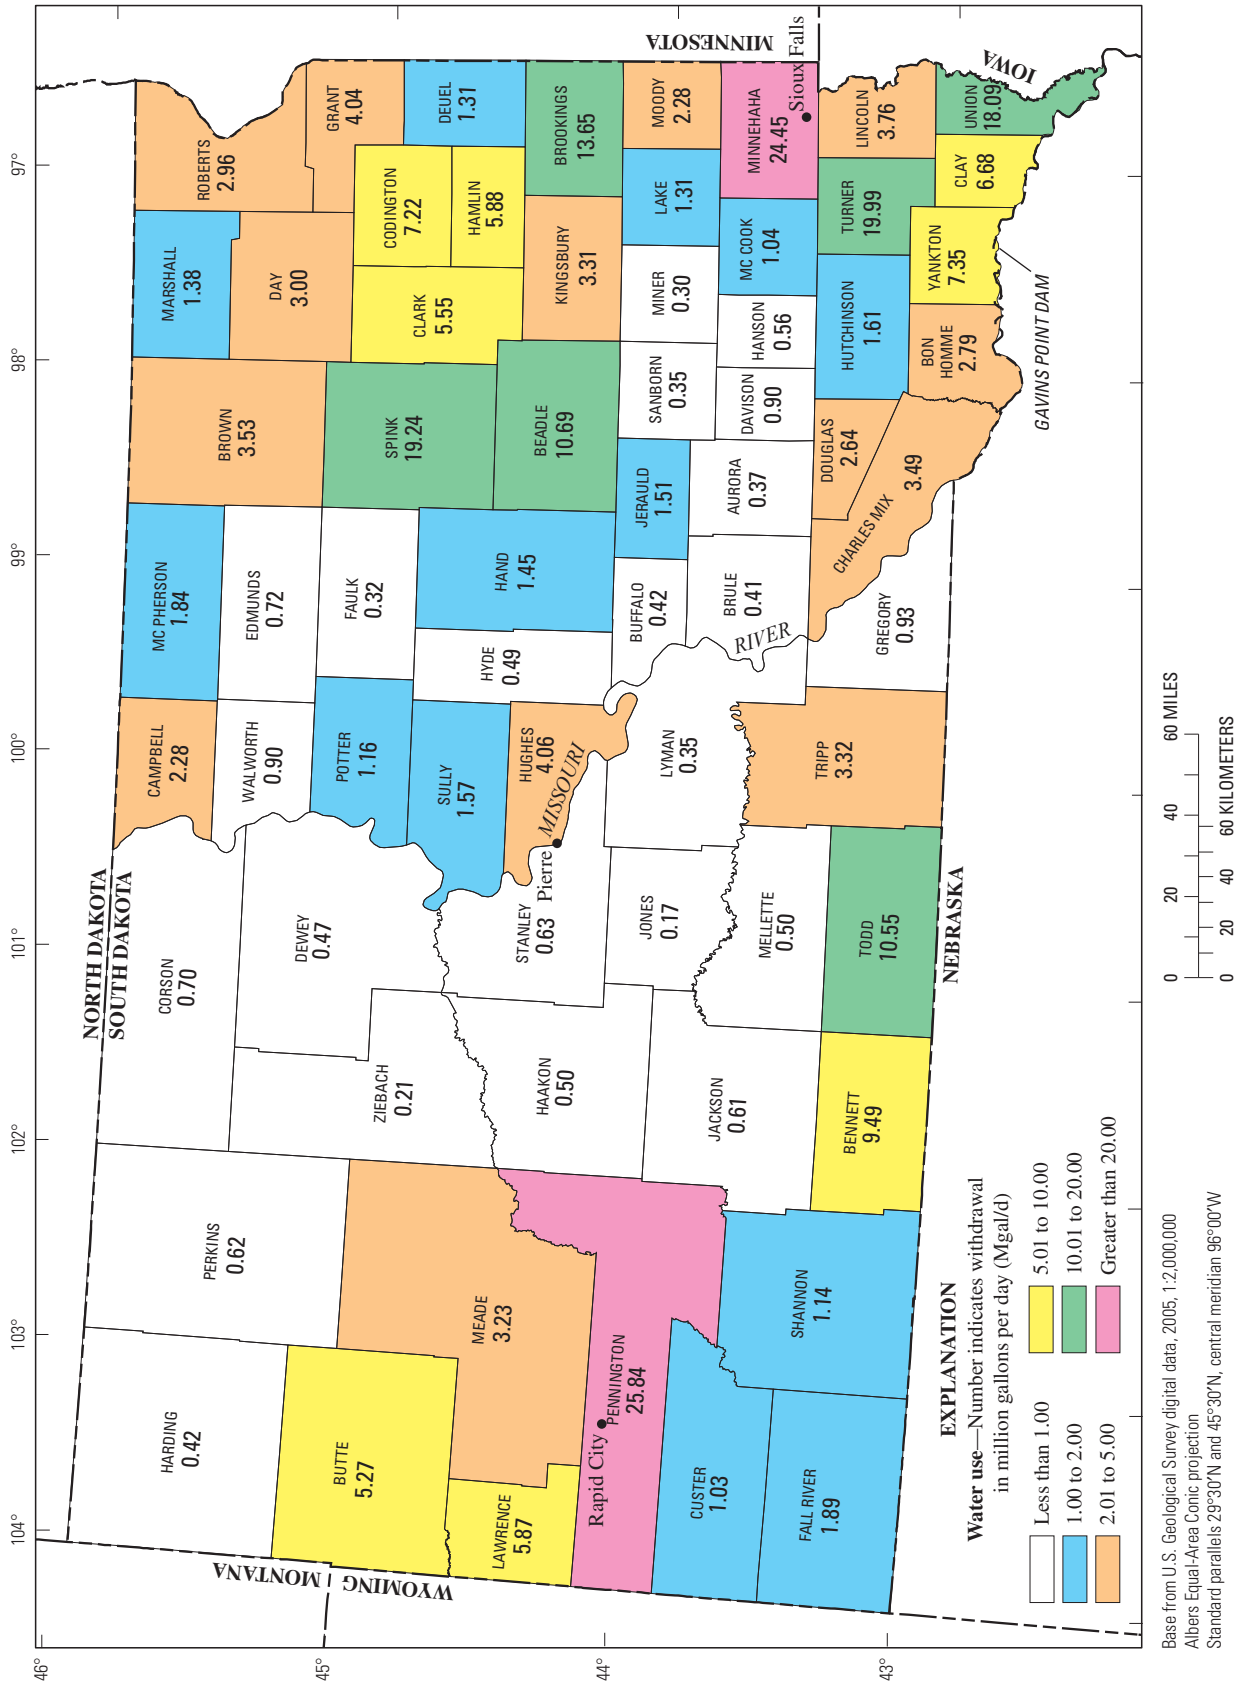 104°
103°
102°
101°
100°
99°
98°
97°
46°
45°
44°
43°
NORTH DAKOTA
SOUTH DAKOTA
MONTANA
WYOMING
NEBRASKA
MINNESOTA
IOWA
HARDING
0.42
PERKINS
0.62
CORSON
0.70
CAMPBELL
2.28
MC PHERSON
1.84
BROWN
3.53
MARSHALL
1.38
ROBERTS
2.96
BUTTE
5.27
ZIEBACH
0.21
DEWEY
0.47
WALWORTH
0.90
EDMUNDS
0.72
DAY
3.00
GRANT
4.04
POTTER
1.16
FAULK
0.32
SPINK
19.24
CLARK
5.55
CODINGTON
7.22
HAMLIN
5.88
DEUEL
1.31
LAWRENCE
5.87
MEADE
3.23
HAAKON
0.50
STANLEY
0.63
SULLY
1.57
HUGHES
4.06
HYDE
0.49
HAND
1.45
BEADLE
10.69
KINGSBURY
3.31
BROOKINGS
13.65
Pierre
MISSOURI
RIVER
Rapid City
PENNINGTON
25.84
JACKSON
0.61
JONES
0.17
LYMAN
0.35
BUFFALO
0.42
JERAULD
1.51
SANBORN
0.35
MINER
0.30
LAKE
1.31
MOODY
2.28
CUSTER
1.03
FALL RIVER
1.89
SHANNON
1.14
BENNETT
9.49
MELLETTE
0.50
TODD
10.55
TRIPP
3.32
GREGORY
0.93
BRULE
0.41
AURORA
0.37
DAVISON
0.90
HANSON
0.56
MC COOK
1.04
MINNEHAHA
24.45
Sioux Falls
CHARLES MIX
3.49
DOUGLAS
2.64
HUTCHINSON
1.61
TURNER
19.99
LINCOLN
3.76
BON
HOMME
2.79
YANKTON
7.35
CLAY
6.68
UNION
18.09
GAVINS POINT DAM
EXPLANATION
Water use—Number indicates withdrawal
in million gallons per day (Mgal/d)
Less than 1.00
1.00 to 2.00
2.01 to 5.00
5.01 to 10.00
10.01 to 20.00
Greater than 20.00
0 20 40 60 MILES
0 20 40 60 KILOMETERS
Base from U.S. Geological Survey digital data, 2005, 1:2,000,000
Albers Equal-Area Conic projection
Standard parallels 29°30'N and 45°30'N, central meridian 96°00'W